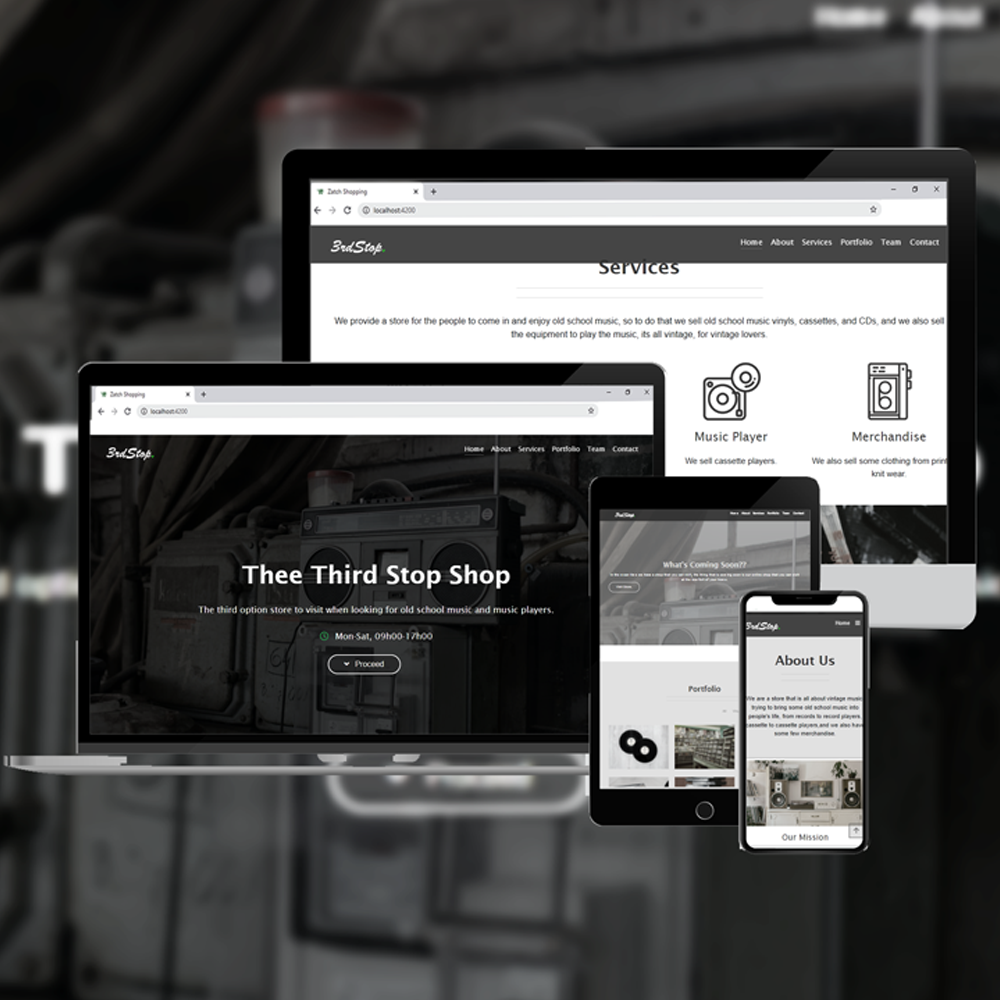 Zatch Shopping
localhost:4200
3rdStop.
Home About Services Portfolio Team Contact
Services
We provide a store for the people to come in and enjoy old school music, so to do that we sell old school music vinyls, cassettes, and CDs, and we also sell
the equipment to play the music, its all vintage, for vintage lovers.
Music Player
We sell cassette players.
Merchandise
We also sell some clothing from print
knit wear.
Zatch Shopping
localhost:4200
3rdStop.
Home About Services Portfolio Team Contact
Thee Third Stop Shop
The third option store to visit when looking for old school music and music players.
Mon-Sat, 09h00-17h00
Proceed
3rdStop
Home About Services Portfolio Team Contact
What's Coming Soon??
Portfolio
3rdStop.
Home
About Us
We are a store that is all about vintage music
trying to bring some old school music into
people's life, from records to record players,
cassette to cassette players,and we also have
some few merchandise.
Our Mission